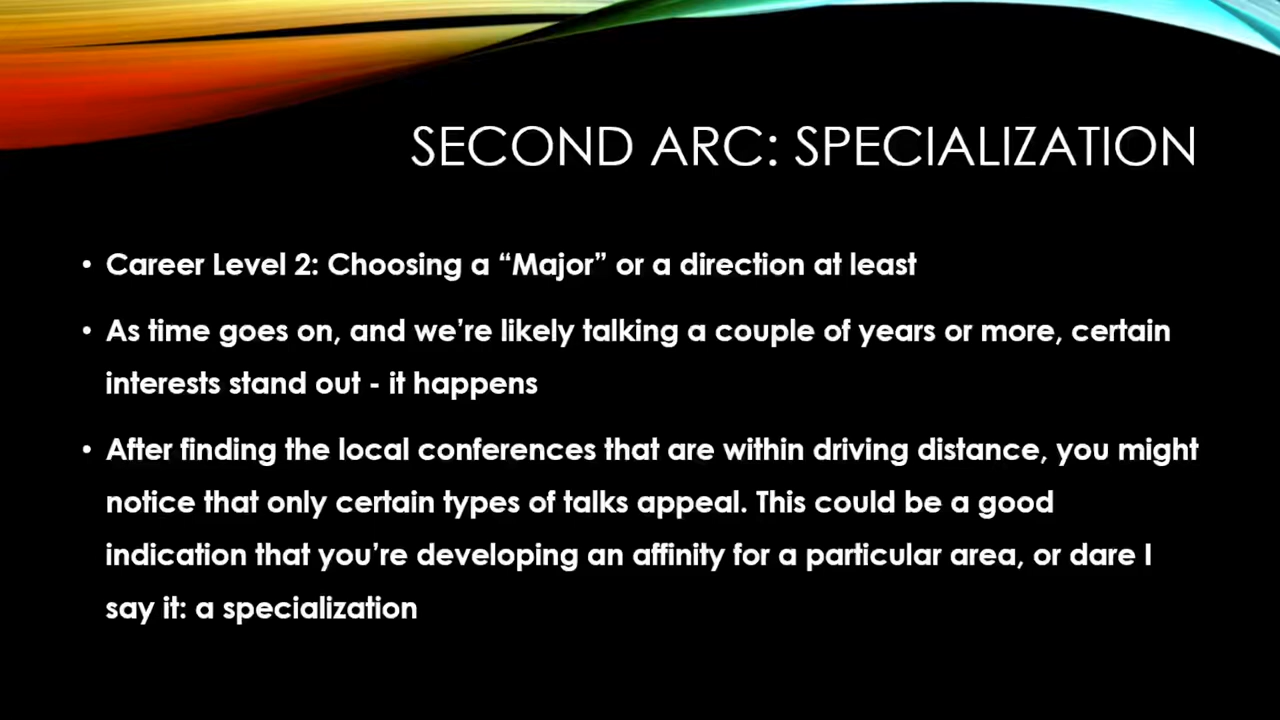 SECOND ARC: SPECIALIZATION
• Career Level 2: Choosing a “Major” or a direction at least
• As time goes on, and we’re likely talking a couple of years or more, certain
interests stand out - it happens
• After finding the local conferences that are within driving distance, you might
notice that only certain types of talks appeal. This could be a good
indication that you’re developing an affinity for a particular area, or dare I
say it: a specialization